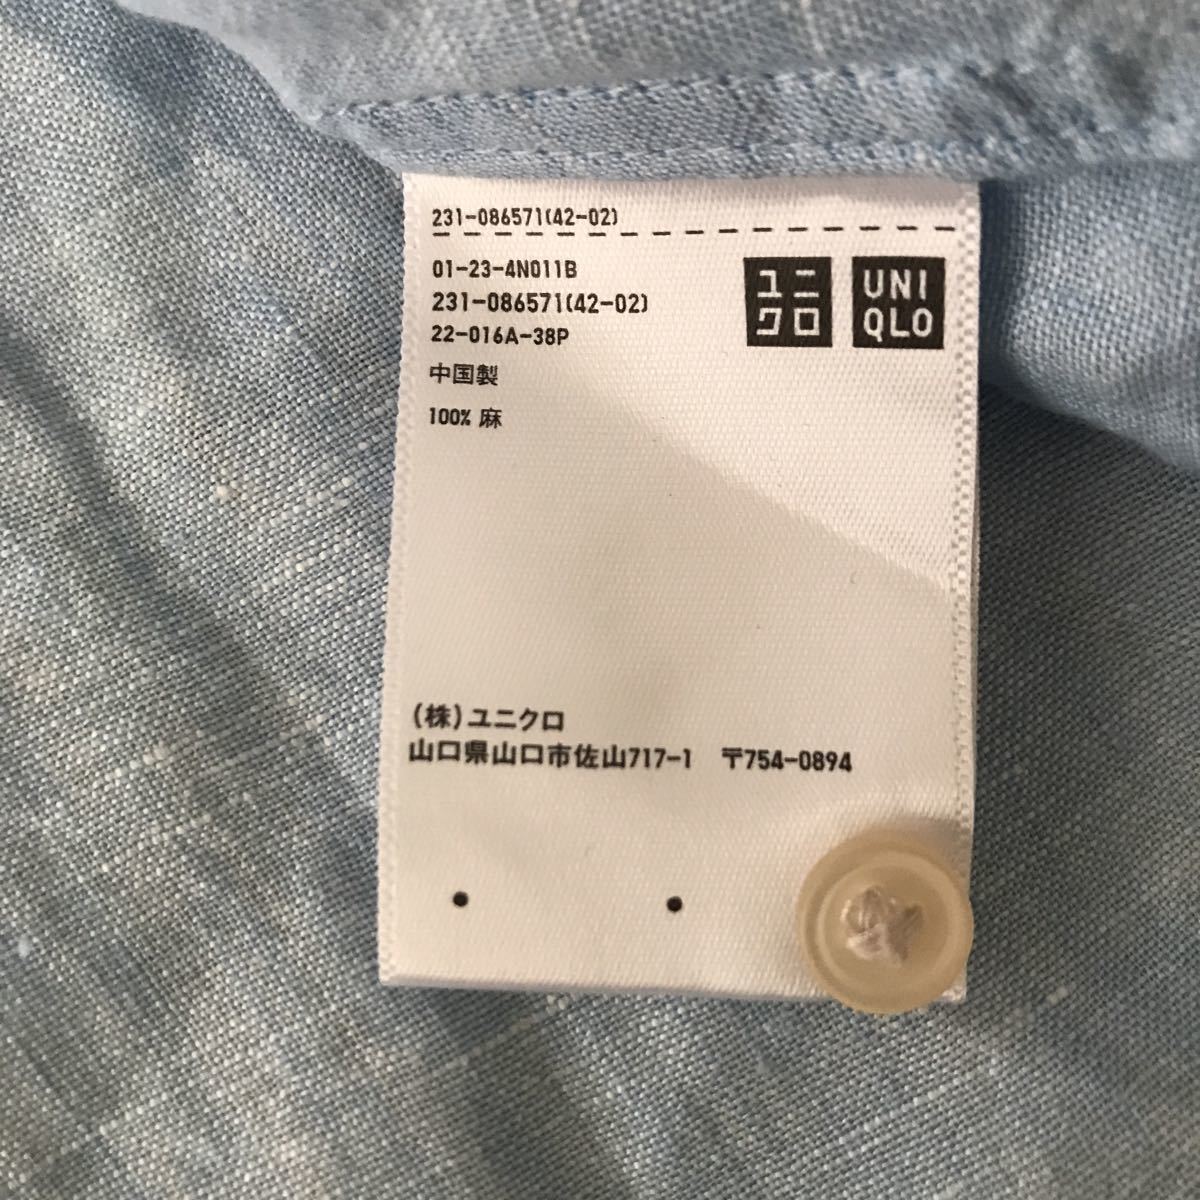 231-086571(42-02)
01-23-4N011B
231-086571(42-02)
22-016A-38P
中国製
100% 麻
ユニ
クロ
UNI
QLO
(株)ユニクロ
山口県山口市佐山717-1 〒754-0894